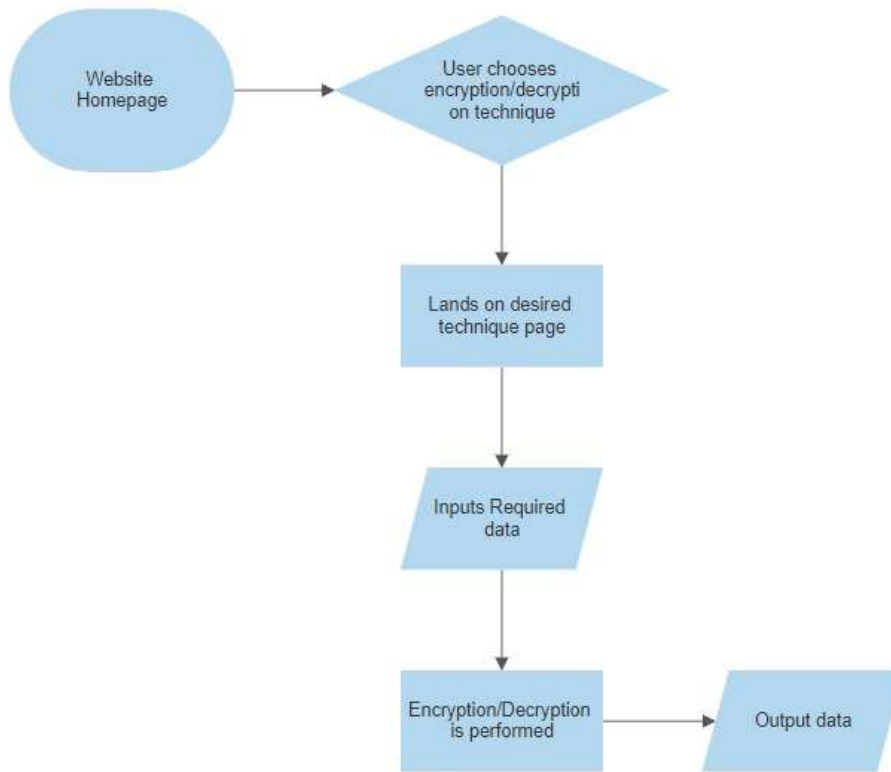 Website
Homepage
User chooses
encryption/decrypti
on technique
Lands on desired
technique page
Inputs Required
data
Encryption/Decryption
is performed
Output data